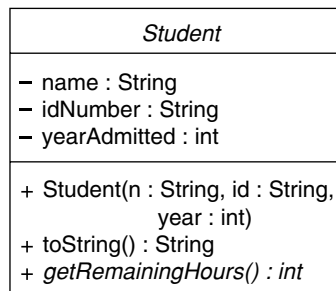 Student
– name : String
– idNumber : String
– yearAdmitted : int
+ Student(n : String, id : String,
year : int)
+ toString() : String
+ getRemainingHours() : int